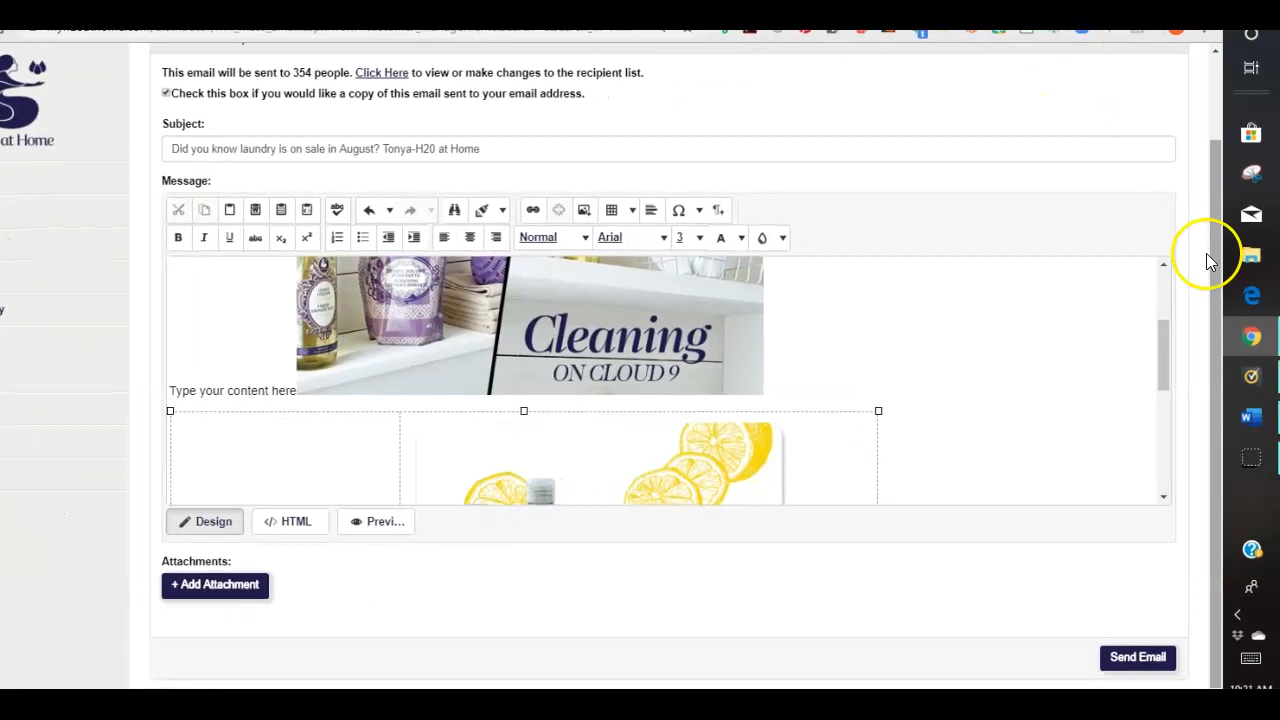 This email will be sent to 354 people. Click Here to view or make changes to the recipient list.
Check this box if you would like a copy of this email sent to your email address.
at Home
Subject:
Did you know laundry is on sale in August? Tonya-H20 at Home
Message:
Normal Arial 3 A
Cleaning
ON CLOUD 9
Type your content here
Design HTML Previ...
Attachments:
+ Add Attachment
Send Email